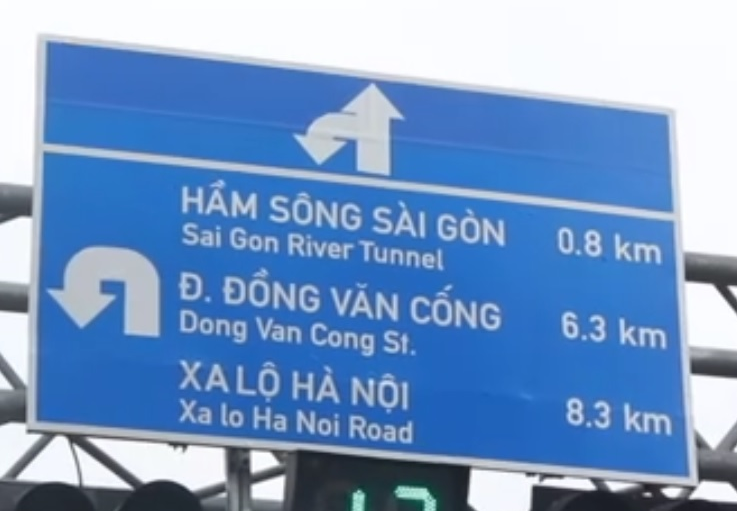 HẦM SÔNG SÀI GÒN 0.8 km
Sai Gon River Tunnel
Đ. ĐỒNG VĂN CỐNG 6.3 km
Dong Van Cong St.
XA LỘ HÀ NỘI 8.3 km
Xa lo Ha Noi Road